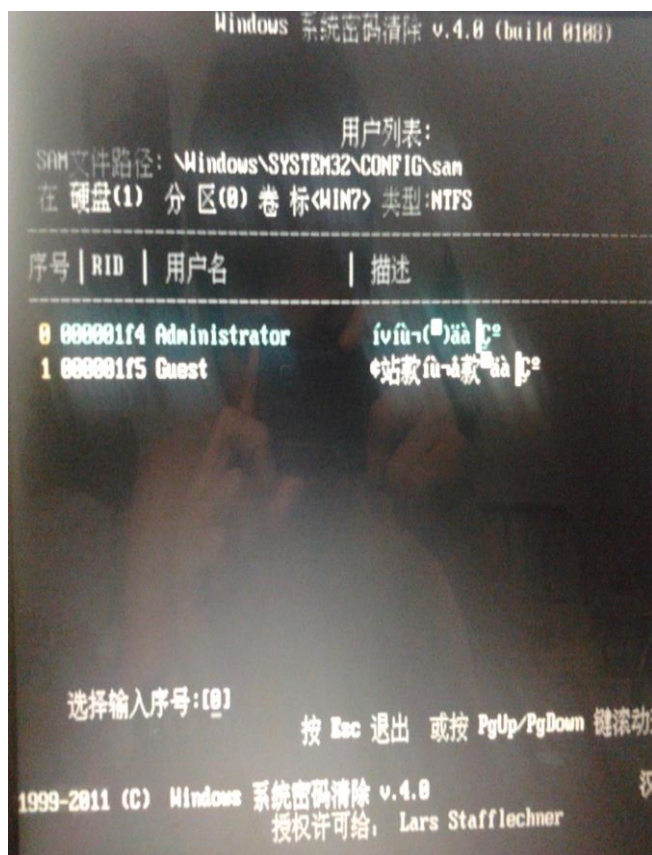 Windows 系统密码清除 v.4.0 (build 0108)
用户列表:
SAM文件路径: \Windows\SYSTEM32\CONFIG\sam
在 硬盘(1) 分 区(0) 卷 标<WIN7> 类型:NTFS
序号 | RID | 用户名 | 描述
0 000001f4 Administrator
1 000001f5 Guest
选择输入序号:[0]
按 Esc 退出 或按 PgUp/PgDown 键滚动
1999-2011 (C) Windows 系统密码清除 v.4.0 汉
授权许可给: Lars Stafflechner